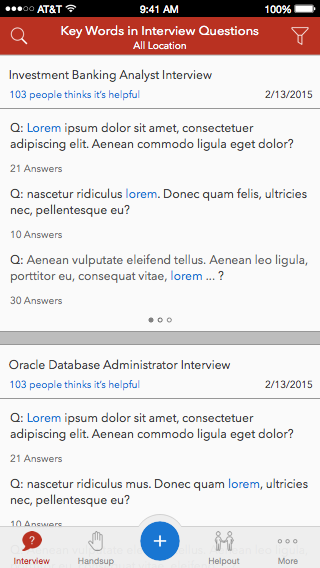 AT&T 9:41 AM 100%
Key Words in Interview Questions
All Location
Investment Banking Analyst Interview
103 people thinks it's helpful 2/13/2015
Q: Lorem ipsum dolor sit amet, consectetuer
adipiscing elit. Aenean commodo ligula eget dolor?
21 Answers
Q: nascetur ridiculus lorem. Donec quam felis, ultricies
nec, pellentesque eu?
10 Answers
Q: Aenean vulputate eleifend tellus. Aenean leo ligula,
porttitor eu, consequat vitae, lorem ... ?
30 Answers
Oracle Database Administrator Interview
103 people thinks it's helpful 2/13/2015
Q: Lorem ipsum dolor sit amet, consectetuer
adipiscing elit. Aenean commodo ligula eget dolor?
21 Answers
Q: nascetur ridiculus mus. Donec quam lorem, ultricies
nec, pellentesque eu?
10 Answers
Interview Handsup + Helpout More